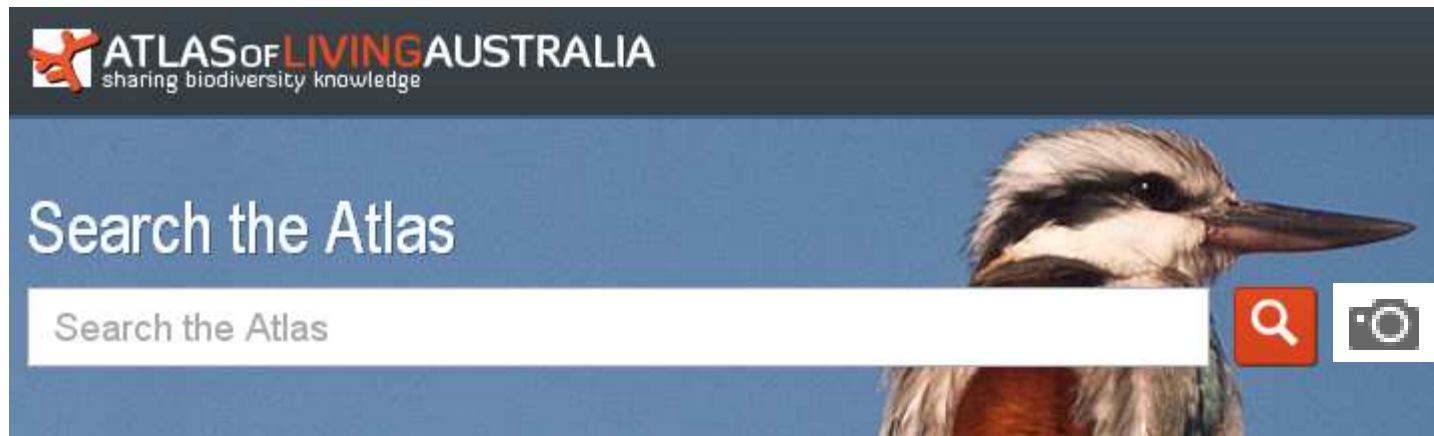 ATLAS OF LIVING AUSTRALIA
sharing biodiversity knowledge
Search the Atlas
Search the Atlas